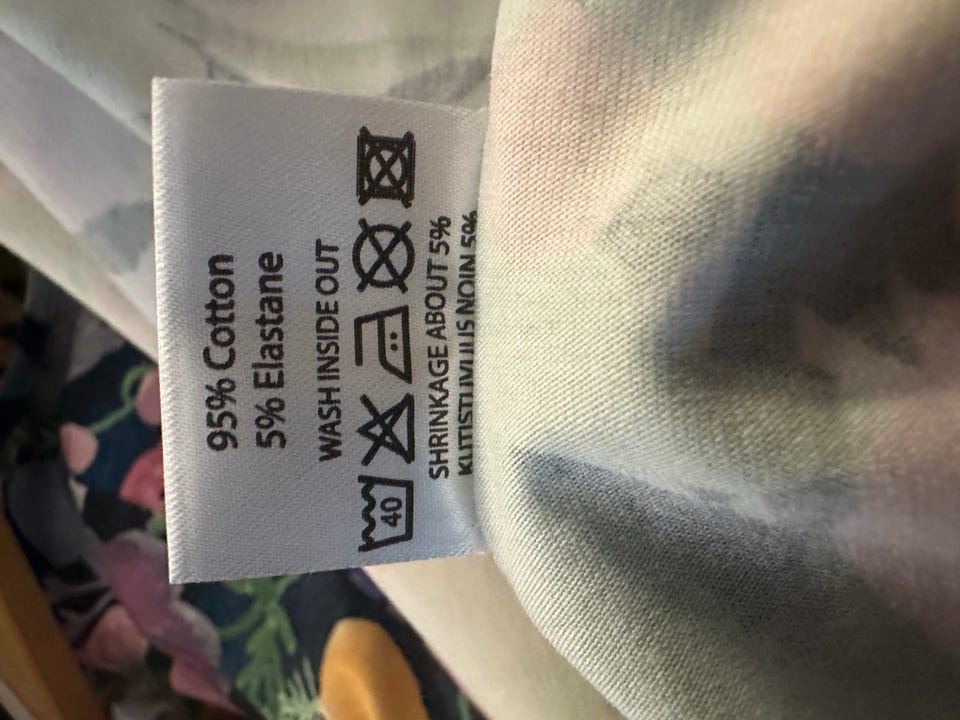 95% Cotton
5% Elastane
WASH INSIDE OUT
40
SHRINKAGE ABOUT 5%
KUTISTUVUUS NOIN 5%